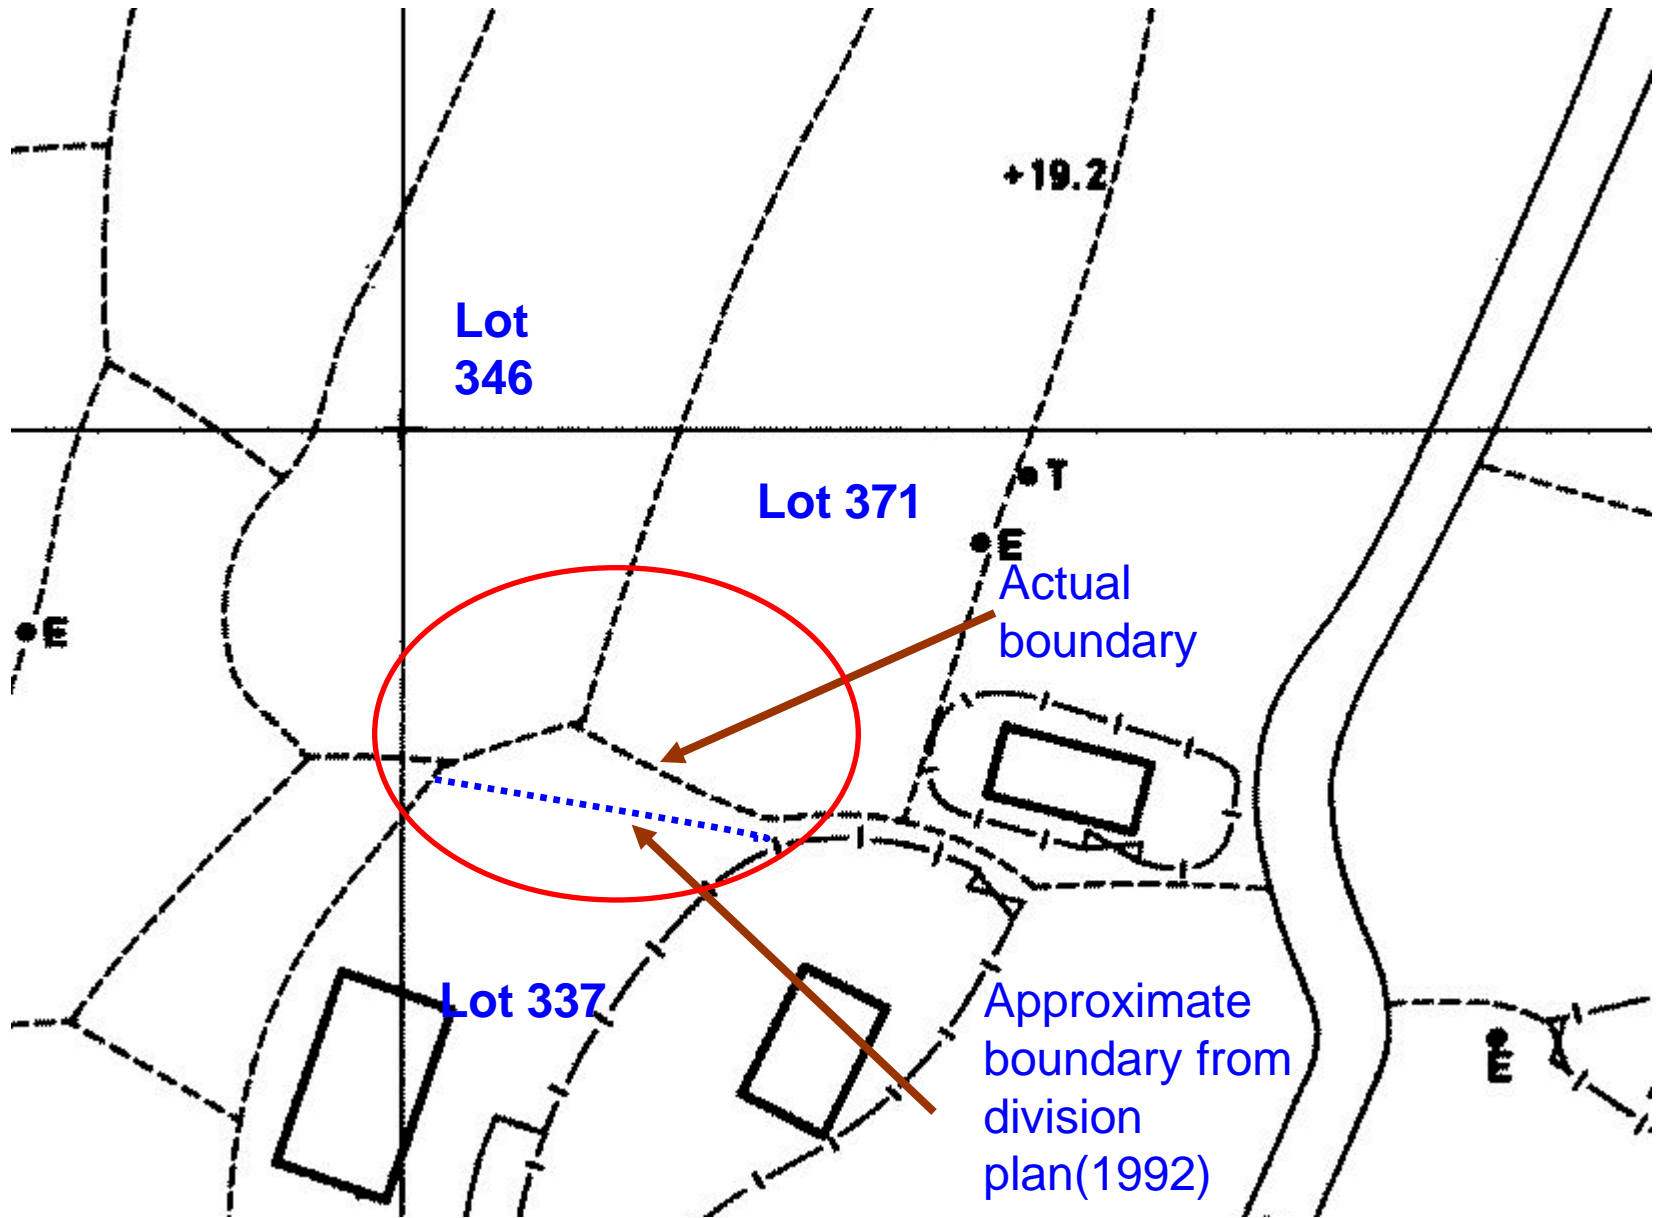 +19.2
Lot
346
T
Lot 371
E
Actual
boundary
E
Lot 337
Approximate
boundary from
division
plan(1992)
E